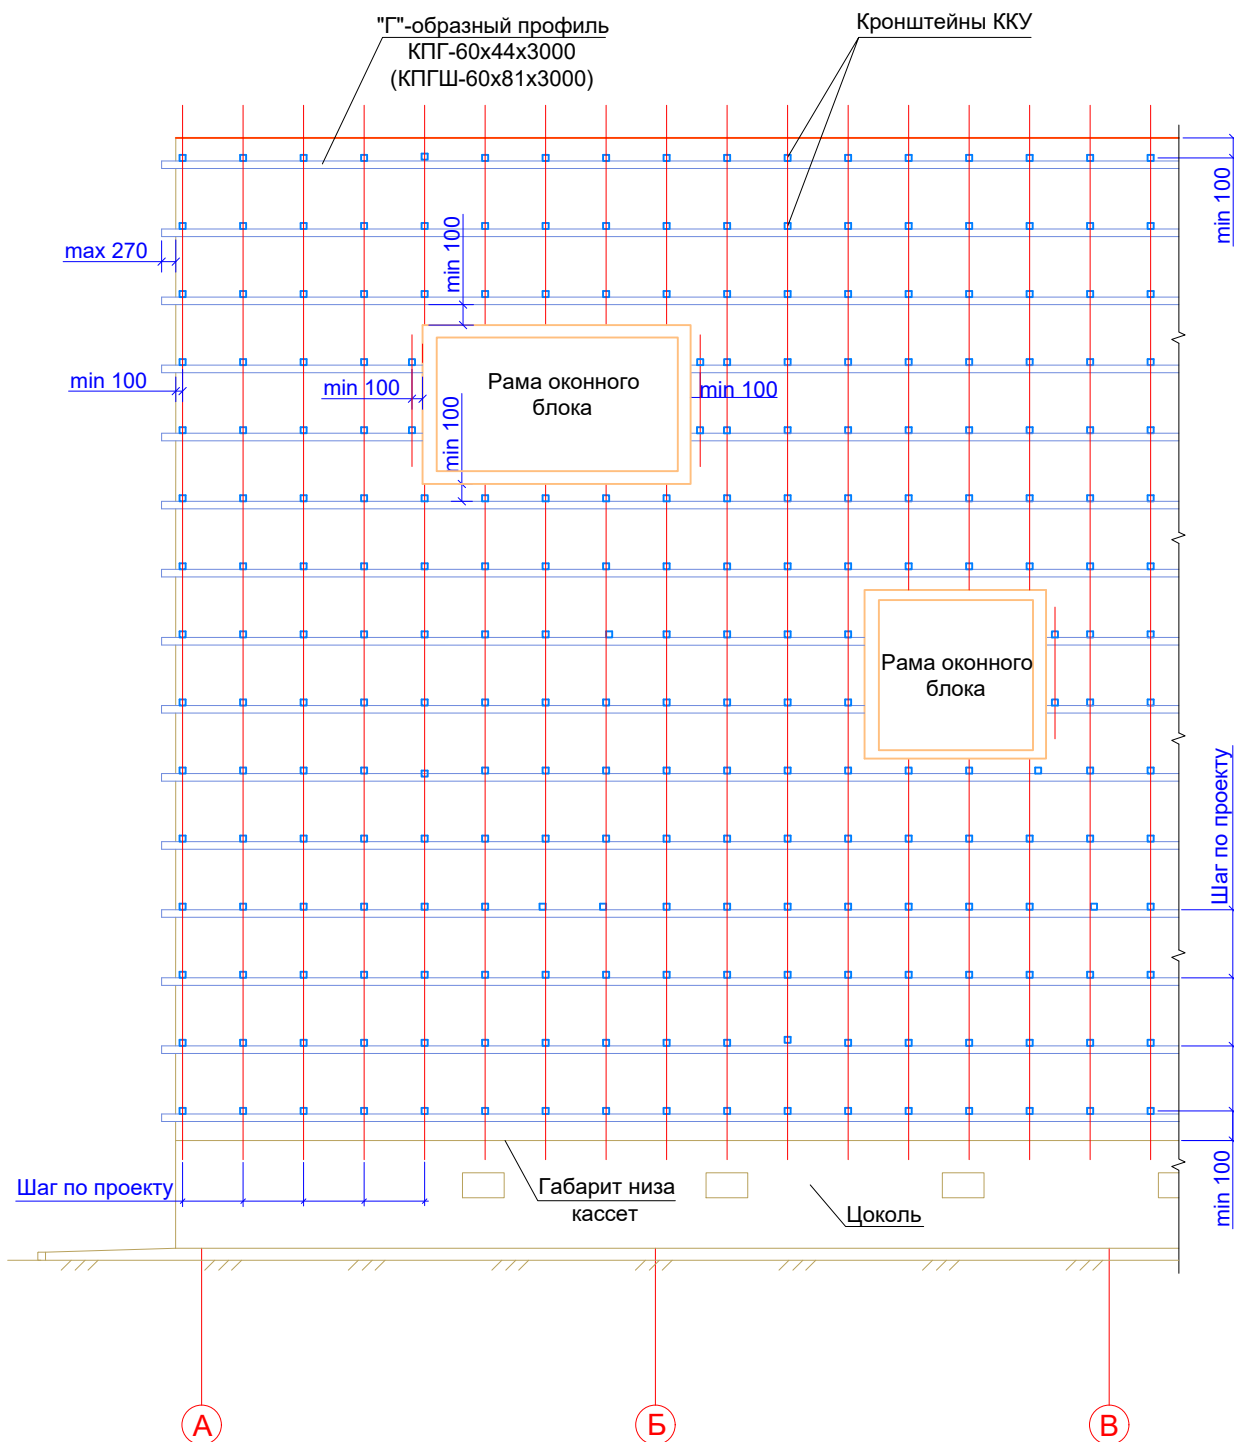 "Г"-образный профиль
КПГ-60х44х3000
(КПГШ-60х81х3000)
Кронштейны ККУ
min 100
max 270
min 100
min 100
min 100
min 100
min 100
Рама оконного
блока
Рама оконного
блока
Шаг по проекту
min 100
Шаг по проекту
Габарит низа
кассет
Цоколь
А
Б
В